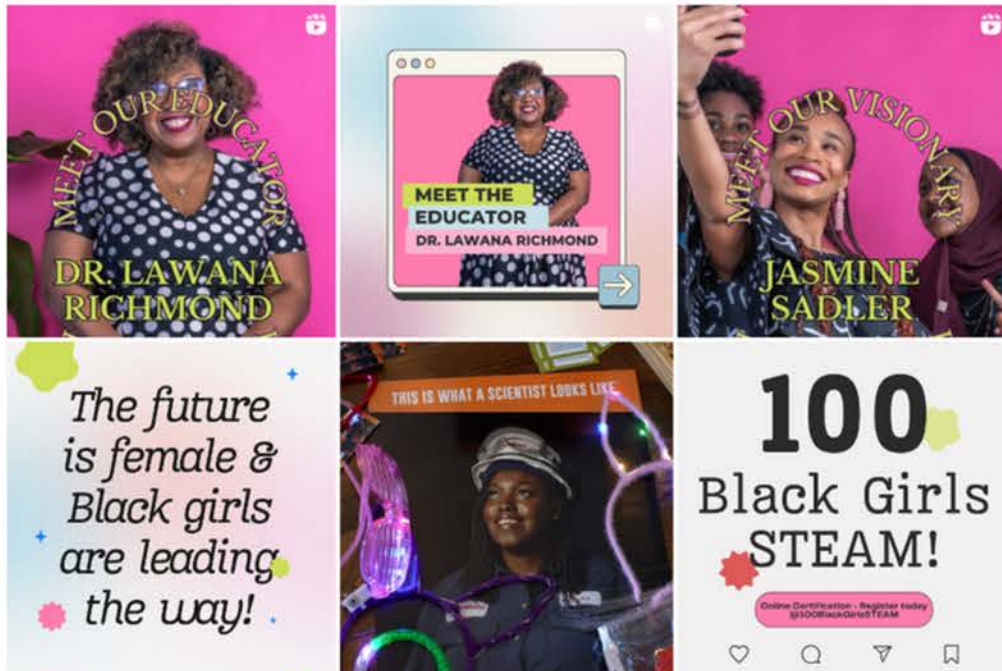 MEET OUR EDUCATOR
DR. LAWANA
RICHMOND
MEET THE
EDUCATOR
DR. LAWANA RICHMOND
MEET OUR VISIONARY
JASMINE
SADLER
The future
is female &
Black girls
are leading
the way!
THIS IS WHAT A SCIENTIST LOOKS LIKE
100
Black Girls
STEAM!
Online Certification - Register today
@100BlackGirlsSTEAM